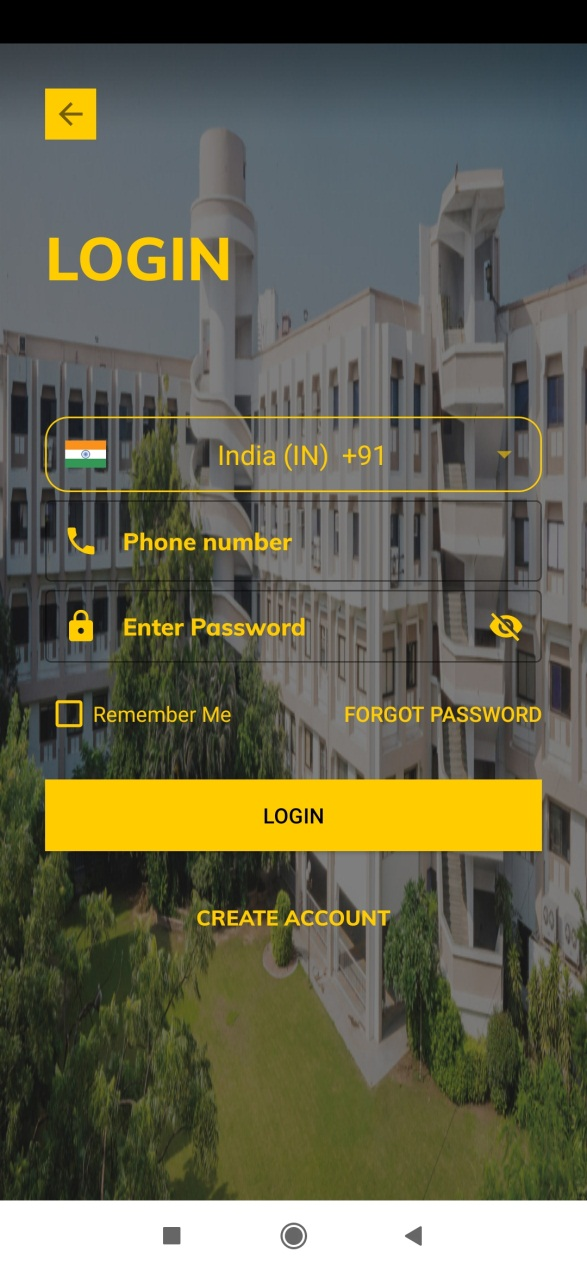 LOGIN
India (IN) +91
Phone number
Enter Password
Remember Me FORGOT PASSWORD
LOGIN
CREATE ACCOUNT